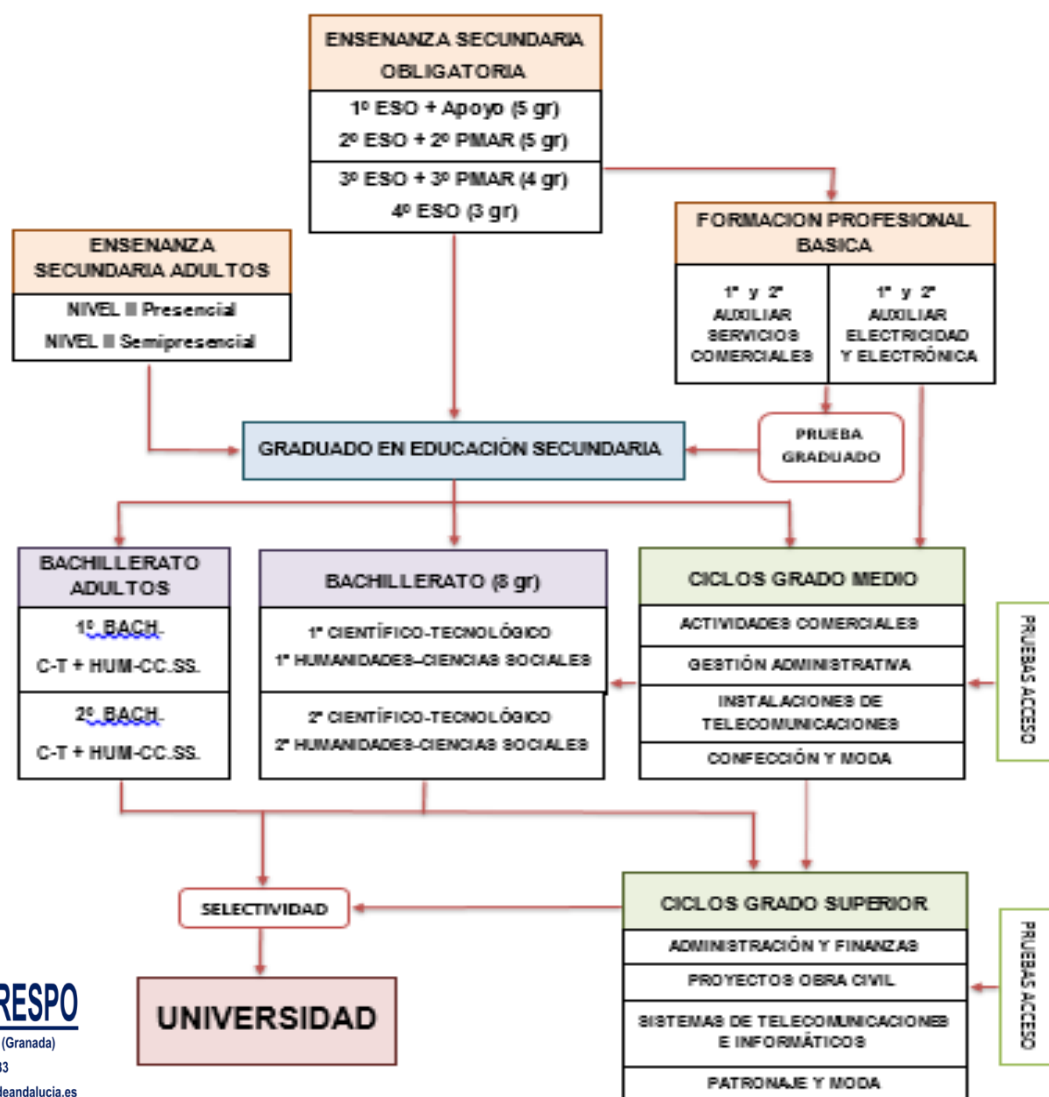 ENSENANZA SECUNDARIA
OBLIGATORIA
1º ESO + Apoyo (5 gr)
2º ESO + 2º PMAR (5 gr)
3º ESO + 3º PMAR (4 gr)
4º ESO (3 gr)
ENSENANZA
SECUNDARIA ADULTOS
NIVEL II Presencial
NIVEL II Semipresencial
FORMACION PROFESIONAL
BASICA
1º y 2º
AUXILIAR
SERVICIOS
COMERCIALES
1º y 2º
AUXILIAR
ELECTRICIDAD
Y ELECTRÓNICA
GRADUADO EN EDUCACIÓN SECUNDARIA
PRUEBA
GRADUADO
BACHILLERATO
ADULTOS
1º BACH.
C-T + HUM-CC.SS.
2º BACH.
C-T + HUM-CC.SS.
BACHILLERATO (8 gr)
1º CIENTÍFICO-TECNOLÓGICO
1º HUMANIDADES-CIENCIAS SOCIALES
2º CIENTÍFICO-TECNOLÓGICO
2º HUMANIDADES-CIENCIAS SOCIALES
CICLOS GRADO MEDIO
ACTIVIDADES COMERCIALES
GESTIÓN ADMINISTRATIVA
INSTALACIONES DE
TELECOMUNICACIONES
CONFECCIÓN Y MODA
PRUEBAS ACCESO
SELECTIVIDAD
UNIVERSIDAD
CICLOS GRADO SUPERIOR
ADMINISTRACIÓN Y FINANZAS
PROYECTOS OBRA CIVIL
SISTEMAS DE TELECOMUNICACIONES
E INFORMÁTICOS
PATRONAJE Y MODA
PRUEBAS ACCESO
RESPO
(Granada)
33
deandalucia.es